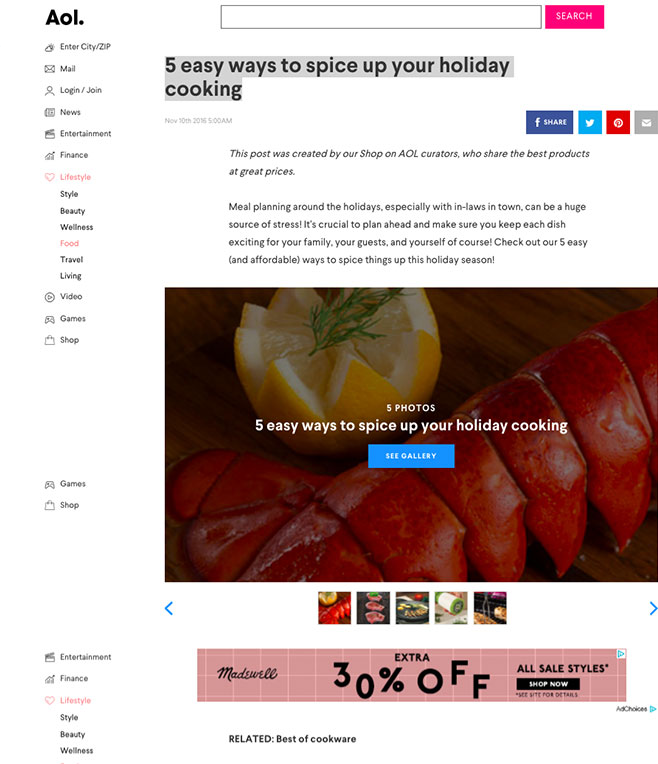 Aol.
SEARCH
Enter City/ZIP
Mail
Login / Join
News
Entertainment
Finance
Lifestyle
Style
Beauty
Wellness
Food
Travel
Living
Video
Games
Shop
Games
Shop
Entertainment
Finance
Lifestyle
Style
Beauty
Wellness
5 easy ways to spice up your holiday
cooking
Nov 10th 2016 5:00AM
f SHARE
This post was created by our Shop on AOL curators, who share the best products
at great prices.
Meal planning around the holidays, especially with in-laws in town, can be a huge
source of stress! It's crucial to plan ahead and make sure you keep each dish
exciting for your family, your guests, and yourself of course! Check out our 5 easy
(and affordable) ways to spice things up this holiday season!
5 PHOTOS
5 easy ways to spice up your holiday cooking
SEE GALLERY
Madewell
EXTRA
30% OFF
ALL SALE STYLES*
SHOP NOW
*SEE SITE FOR DETAILS
AdChoices
RELATED: Best of cookware